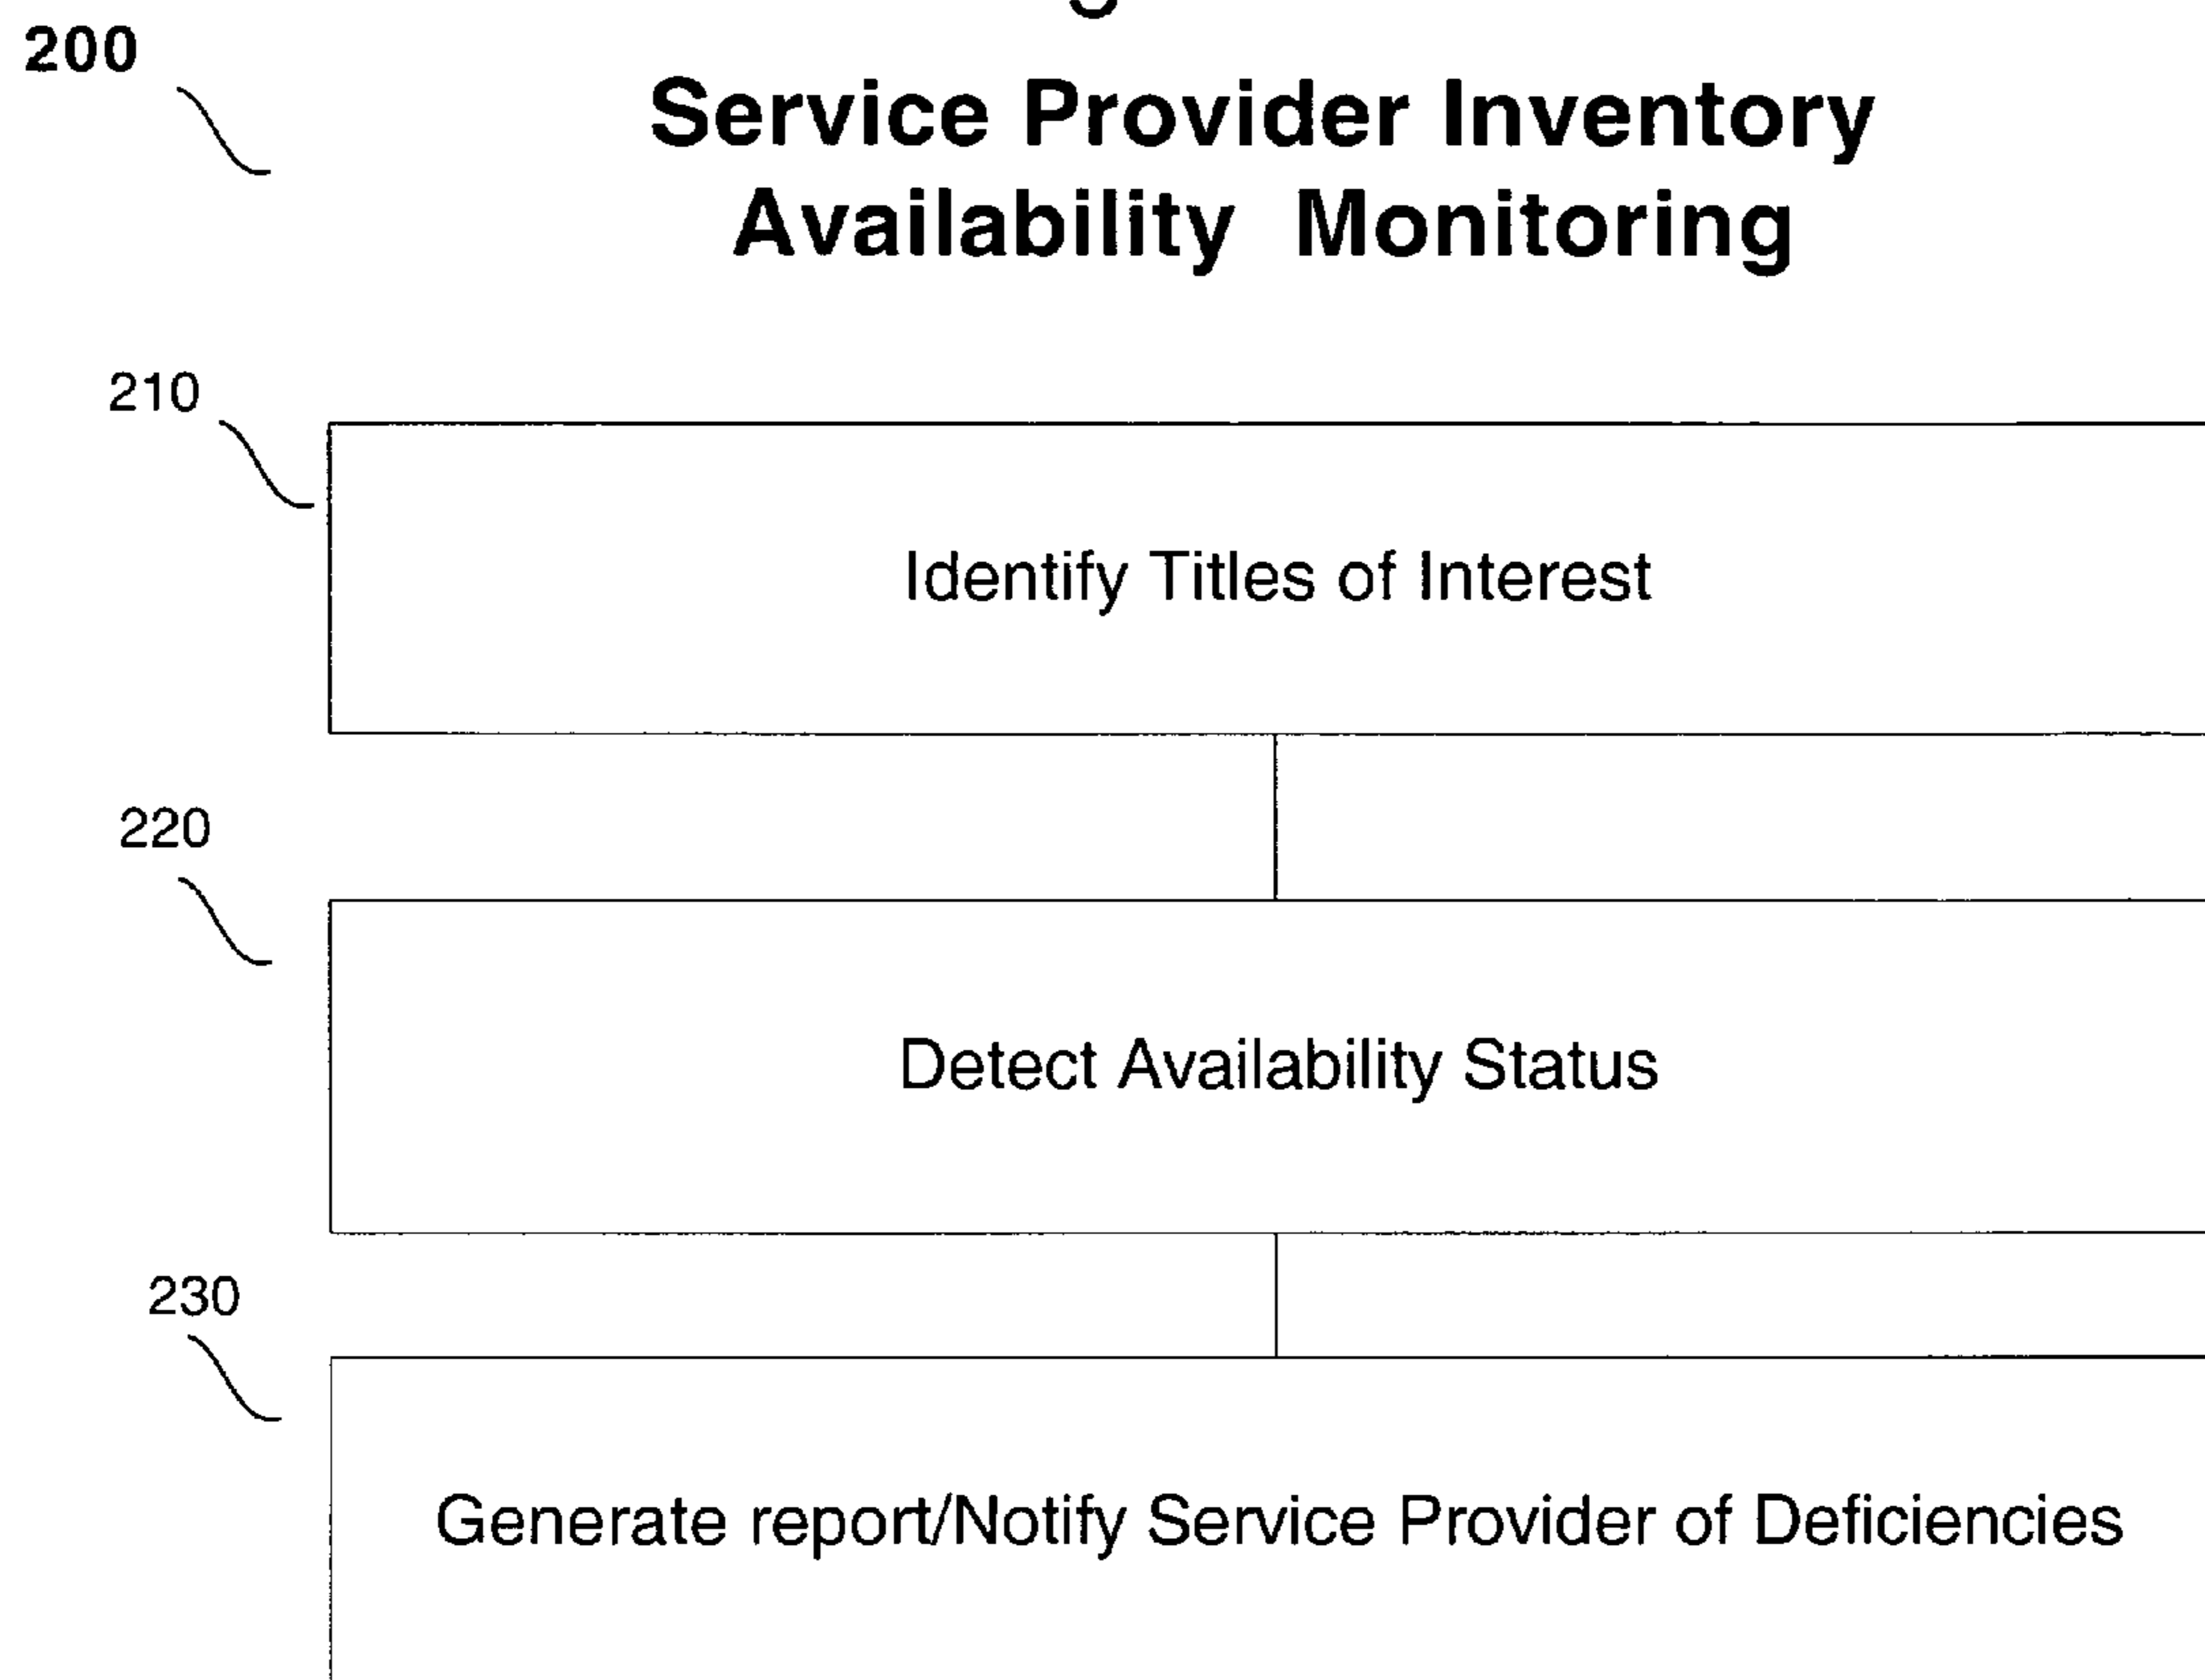 200
Service Provider Inventory
Availability Monitoring
210
Identify Titles of Interest
220
Detect Availability Status
230
Generate report/Notify Service Provider of Deficiencies